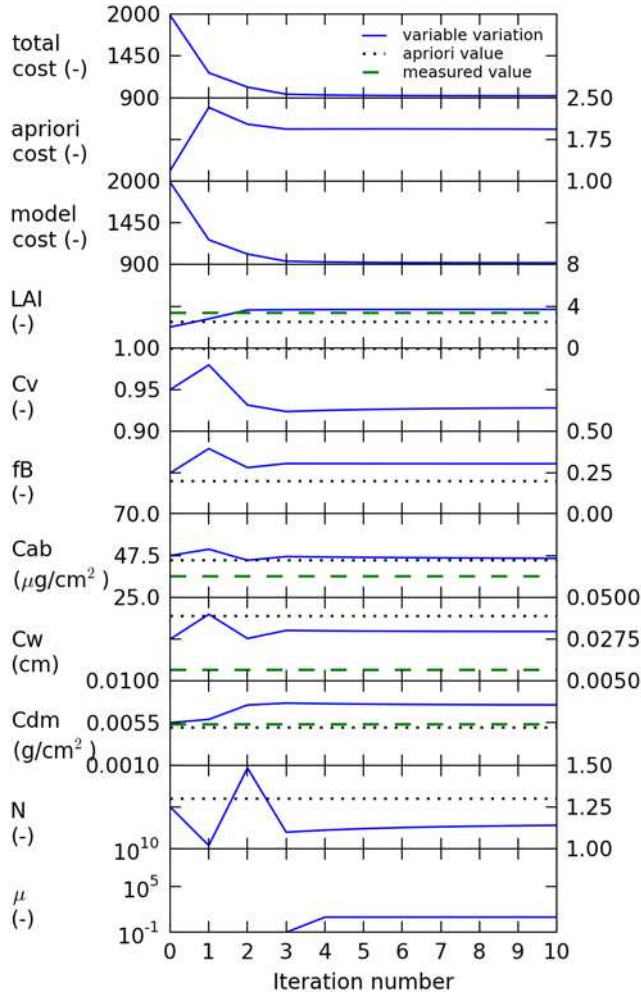 2000
total
cost (-)
1450
900
variable variation
apriori value
measured value
2.50
apriori
cost (-)
1.75
1.00
2000
model
cost (-)
1450
900
8
LAI
(-)
4
0
1.00
Cv
(-)
0.95
0.90
0.50
fB
(-)
0.25
0.00
70.0
Cab
(μg/cm²)
47.5
25.0
0.0500
Cw
(cm)
0.0275
0.0050
0.0100
Cdm
(g/cm²)
0.0055
0.0010
1.50
N
(-)
1.25
1.00
10¹⁰
μ
(-)
10⁵
10⁻¹
0 1 2 3 4 5 6 7 8 9 10
Iteration number